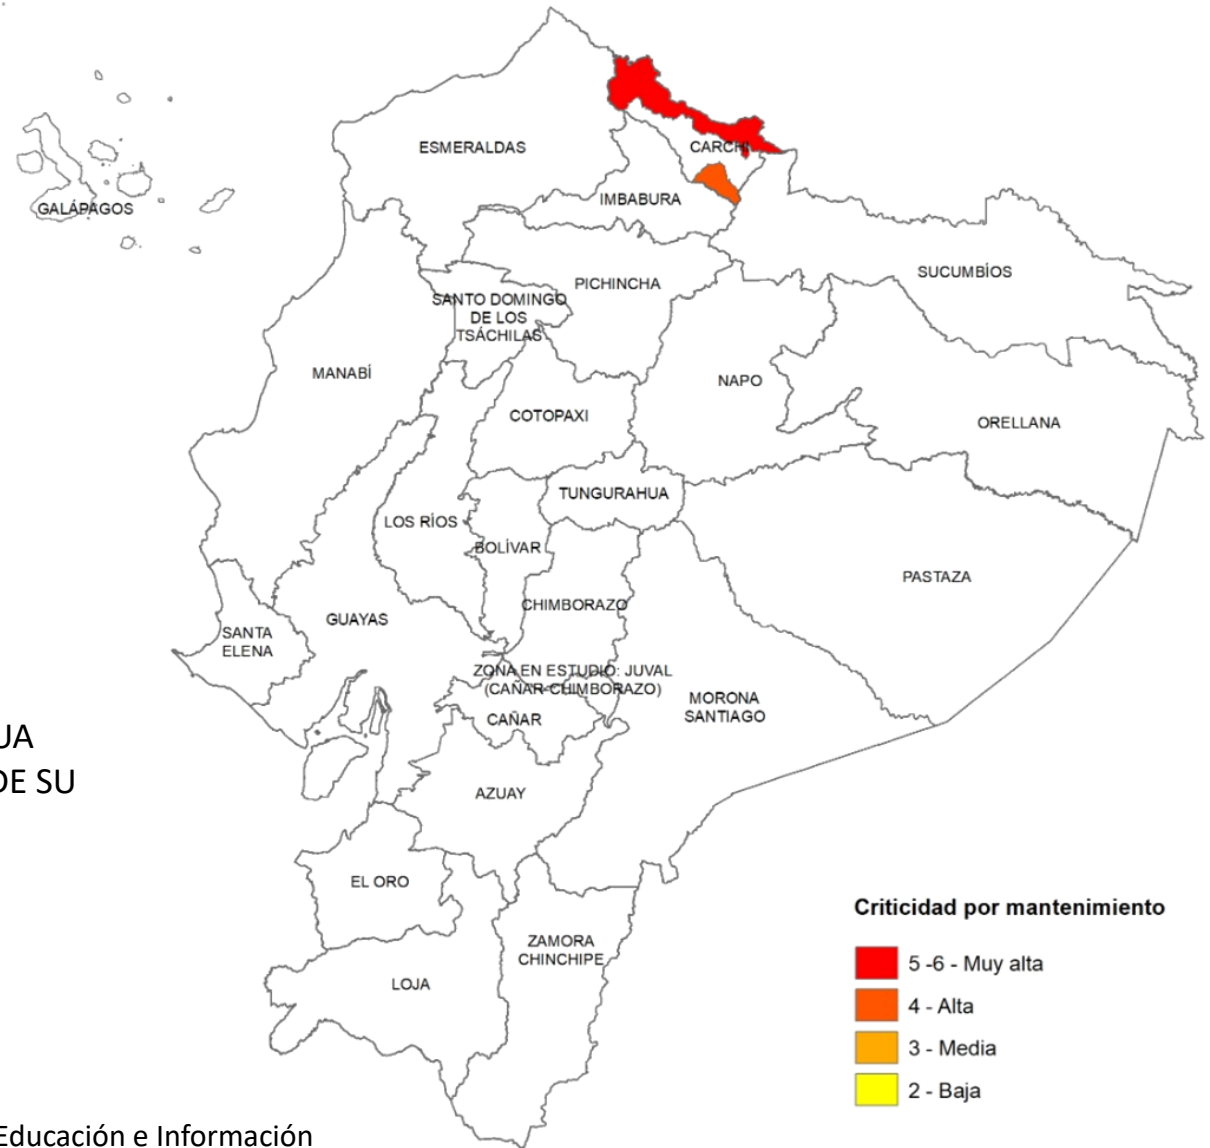 ESMERALDAS
CARCHI
IMBABURA
GALÁPAGOS
SUCUMBÍOS
PICHINCHA
SANTO DOMINGO
DE LOS
TSÁCHILAS
MANABÍ
NAPO
COTOPAXI
ORELLANA
TUNGURAHUA
LOS RÍOS
BOLÍVAR
PASTAZA
CHIMBORAZO
GUAYAS
SANTA
ELENA
ZONA EN ESTUDIO: JUVAL
(CAÑAR-CHIMBORAZO)
MORONA
SANTIAGO
CAÑAR
UA
DE SU
AZUAY
EL ORO
ZAMORA
CHINCHIPE
LOJA
Criticidad por mantenimiento
5 -6 - Muy alta
4 - Alta
3 - Media
2 - Baja
Educación e Información